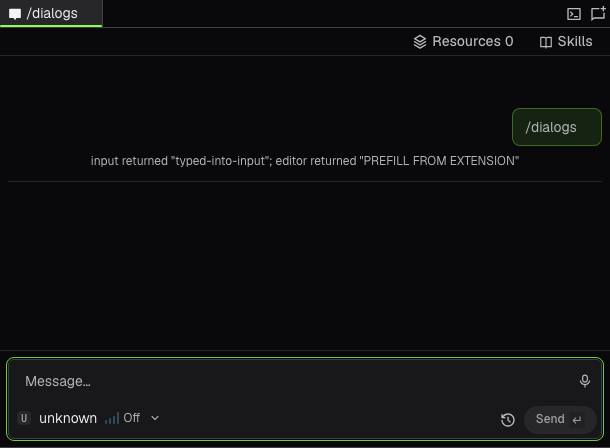 /dialogs
Resources 0 Skills
/dialogs
input returned "typed-into-input"; editor returned "PREFILL FROM EXTENSION"
Message...
U unknown Off Send